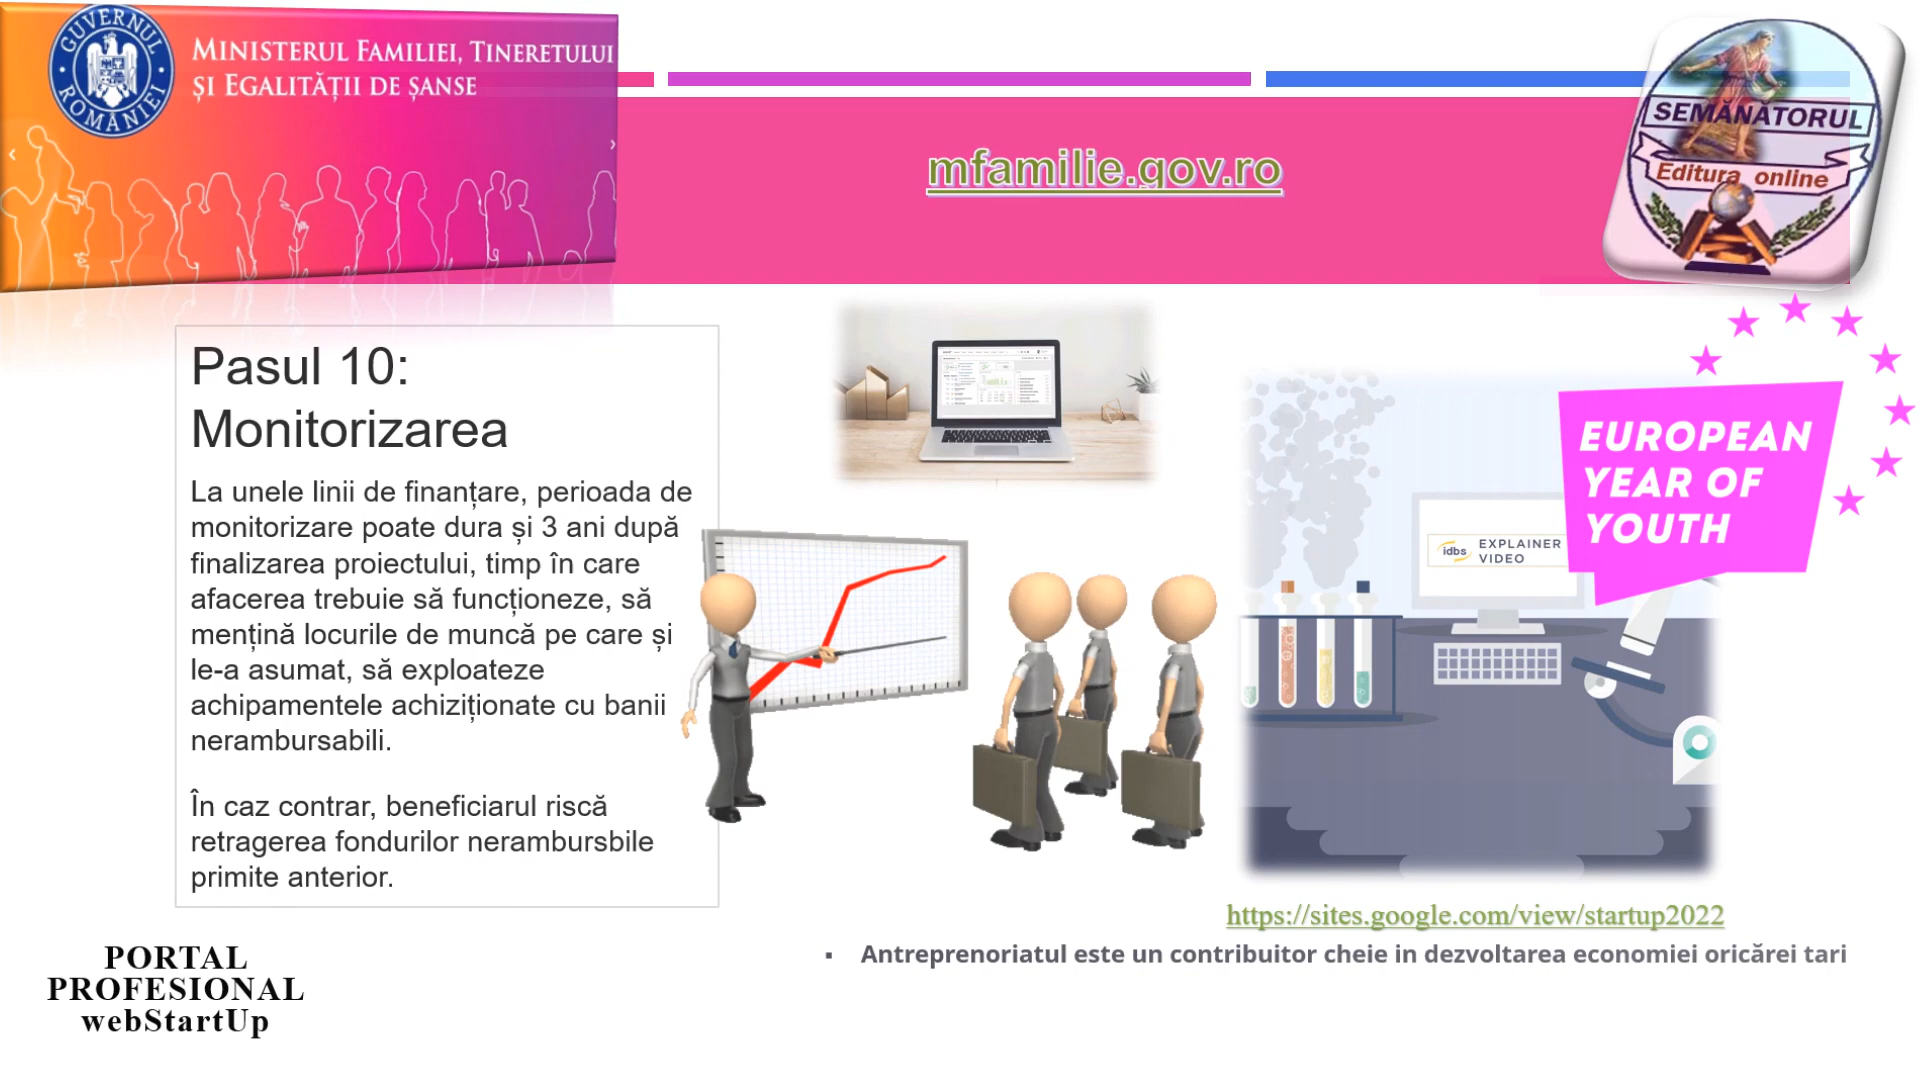 GUVERNUL ROMÂNIEI
MINISTERUL FAMILIEI, TINERETULUI
ȘI EGALITĂȚII DE ȘANSE
mfamilie.gov.ro
SEMĂNĂTORUL
Editura online
Pasul 10:
Monitorizarea
La unele linii de finanțare, perioada de
monitorizare poate dura și 3 ani după
finalizarea proiectului, timp în care
afacerea trebuie să funcționeze, să
mențină locurile de muncă pe care și
le-a asumat, să exploateze
achipamentele achiziționate cu banii
nerambursabili.
În caz contrar, beneficiarul riscă
retragerea fondurilor nerambursbile
primite anterior.
EUROPEAN
YEAR OF
YOUTH
idbs EXPLAINER
VIDEO
https://sites.google.com/view/startup2022
▪ Antreprenoriatul este un contribuitor cheie in dezvoltarea economiei oricărei tari
PORTAL
PROFESIONAL
webStartUp